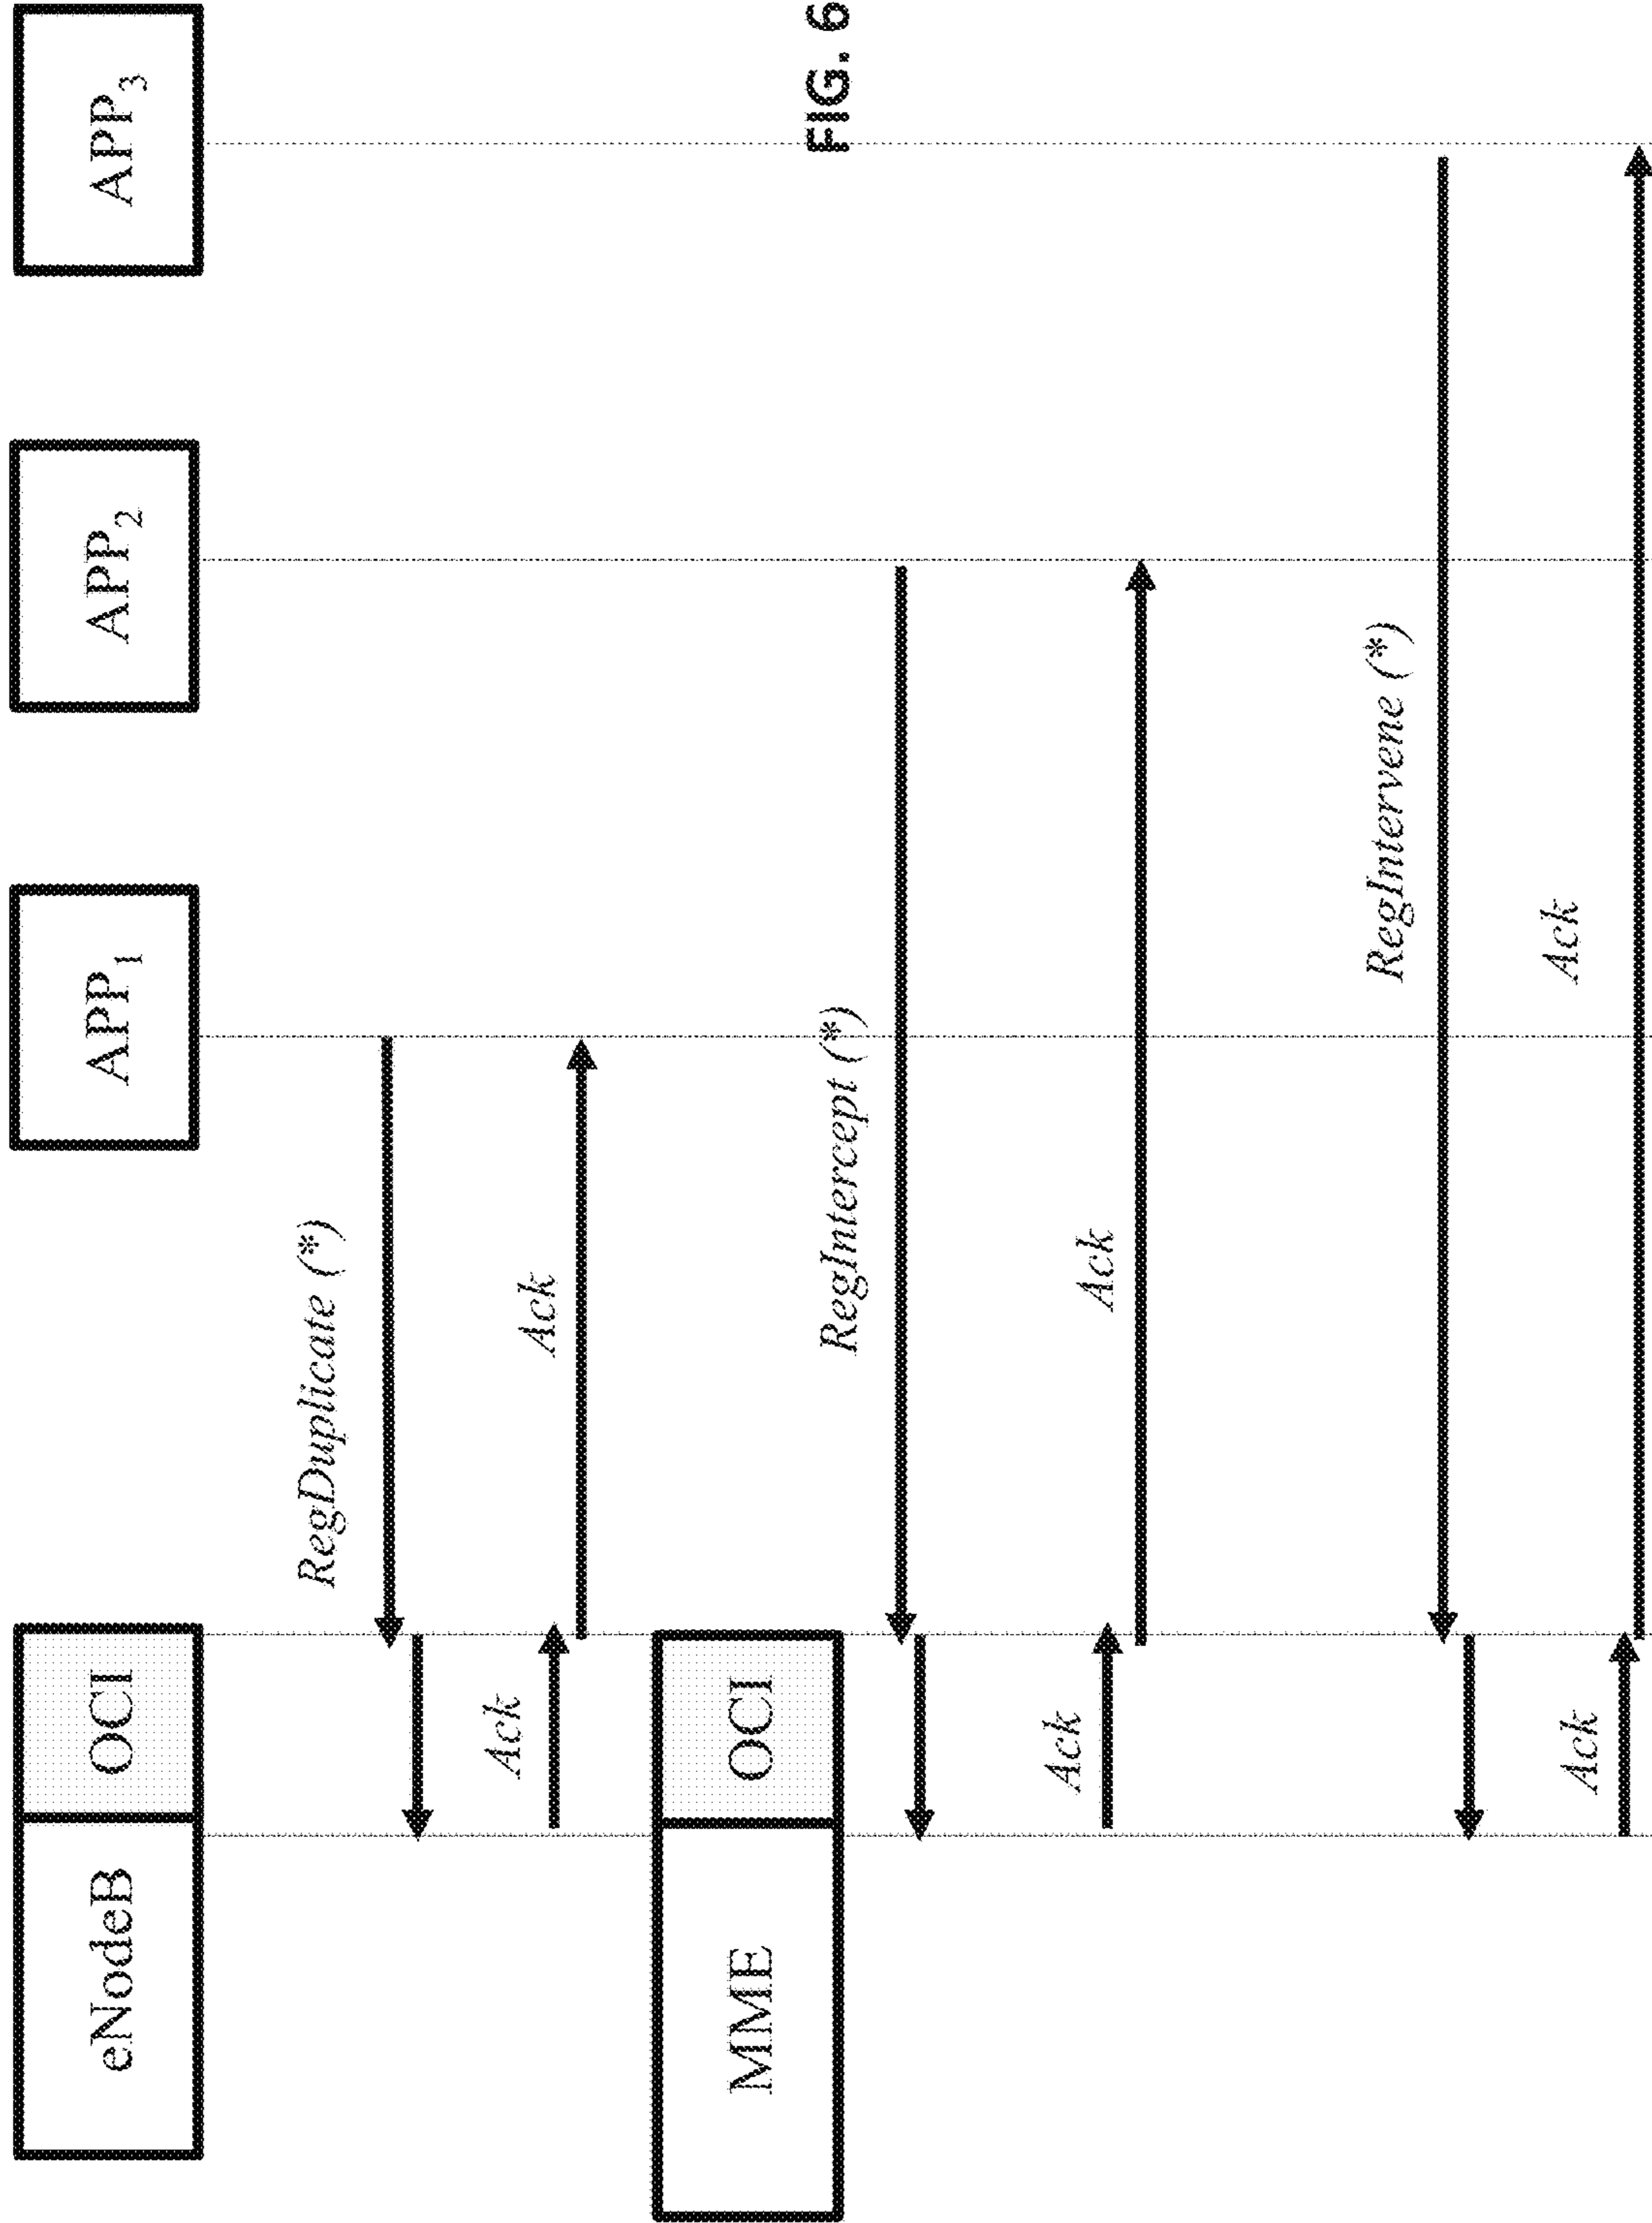 eNodeB
OCI
APP1
APP2
APP3
RegDuplicate (*)
Ack
Ack
MME
OCI
RegIntercept (*)
Ack
Ack
RegIntervene (*)
Ack
Ack
FIG. 6